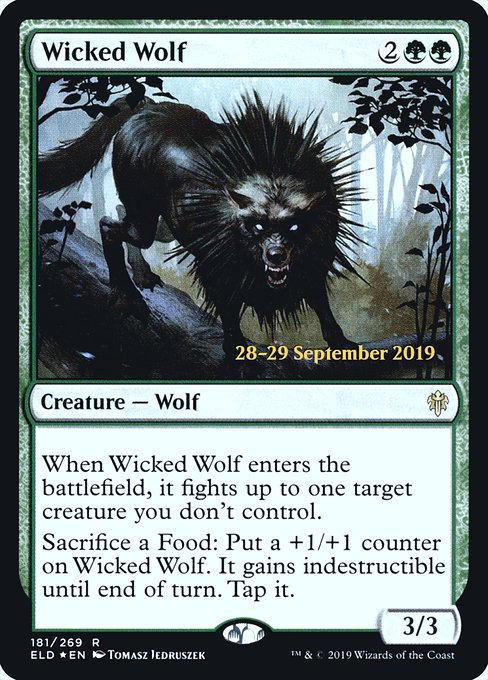 Wicked Wolf 2
28–29 September 2019
Creature — Wolf
When Wicked Wolf enters the
battlefield, it fights up to one target
creature you don't control.
Sacrifice a Food: Put a +1/+1 counter
on Wicked Wolf. It gains indestructible
until end of turn. Tap it.
3/3
181/269 R
ELD ★ EN Tomasz Jedruszek
™ & © 2019 Wizards of the Coast